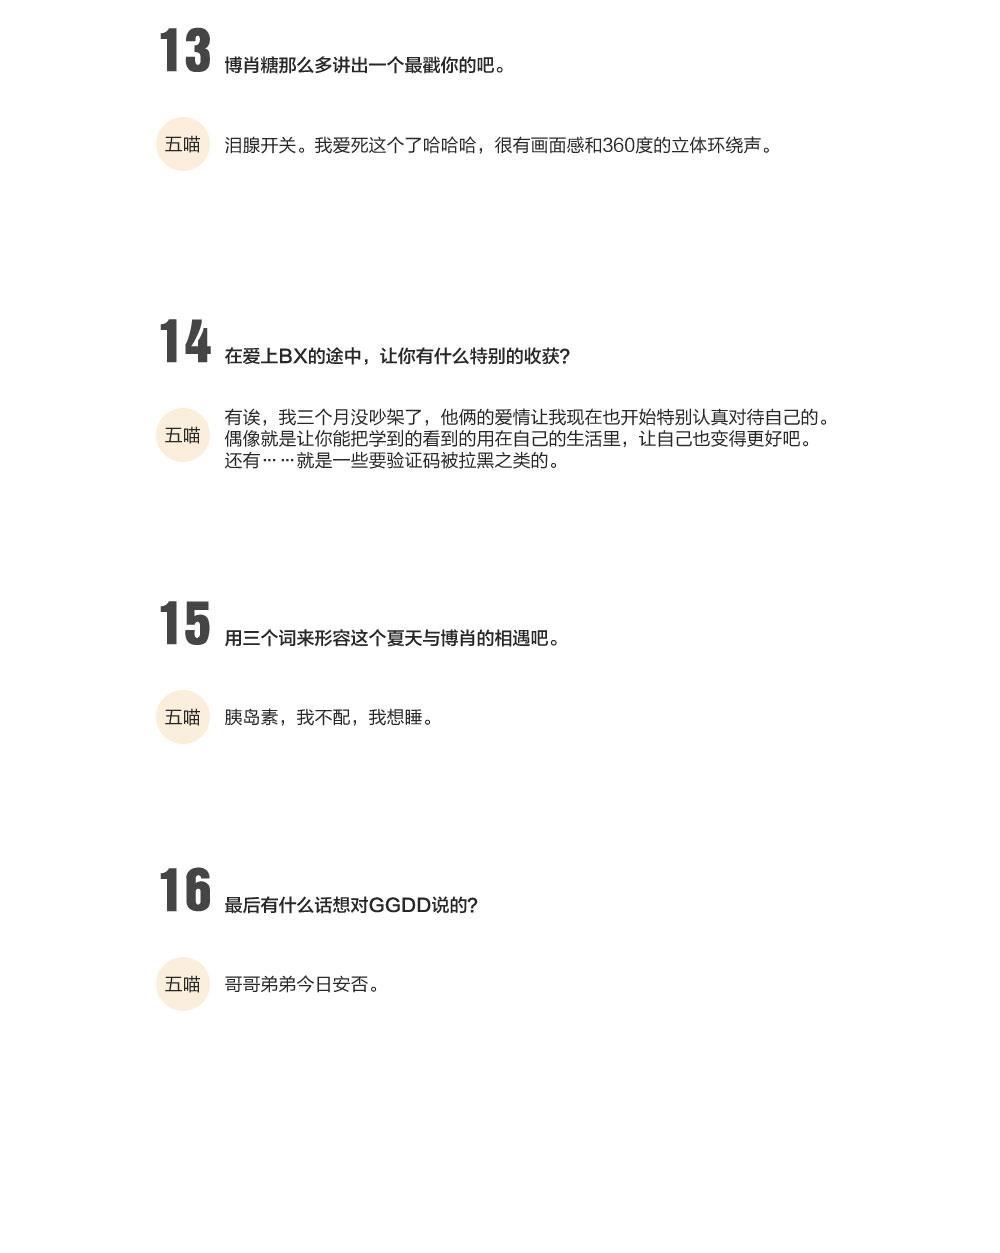 13 博肖糖那么多讲出一个最戳你的吧。
五喵 泪腺开关。我爱死这个了哈哈哈，很有画面感和360度的立体环绕声。
14 在爱上BX的途中，让你有什么特别的收获?
五喵 有诶，我三个月没吵架了，他俩的爱情让我现在也开始特别认真对待自己的。
偶像就是让你能把学到的看到的用在自己的生活里，让自己也变得更好吧。
还有……就是一些要验证码被拉黑之类的。
15 用三个词来形容这个夏天与博肖的相遇吧。
五喵 胰岛素，我不配，我想睡。
16 最后有什么话想对GGDD说的?
五喵 哥哥弟弟今日安否。